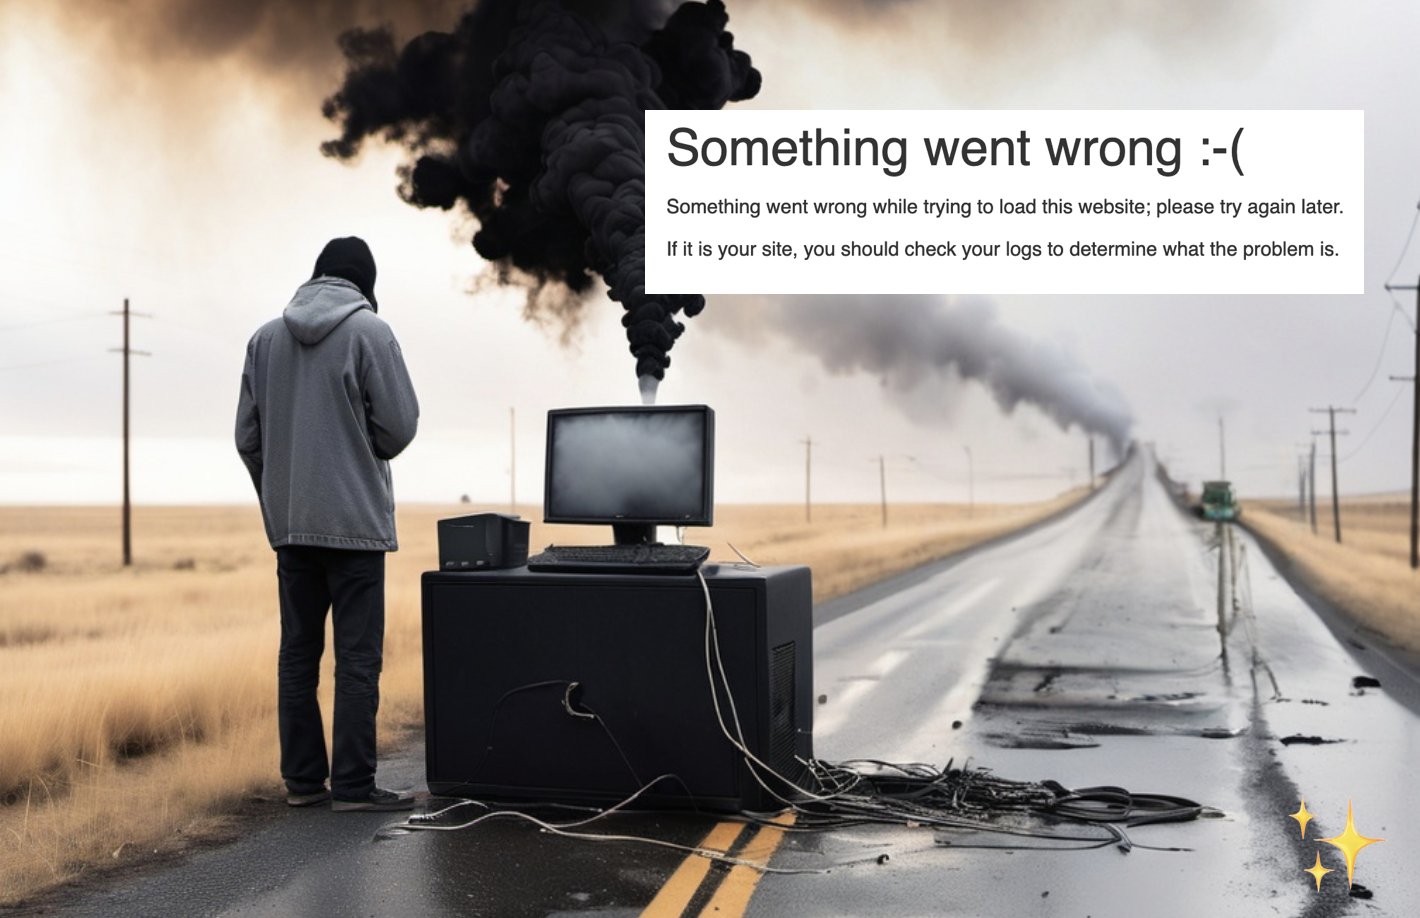 Something went wrong :-(
Something went wrong while trying to load this website; please try again later.
If it is your site, you should check your logs to determine what the problem is.